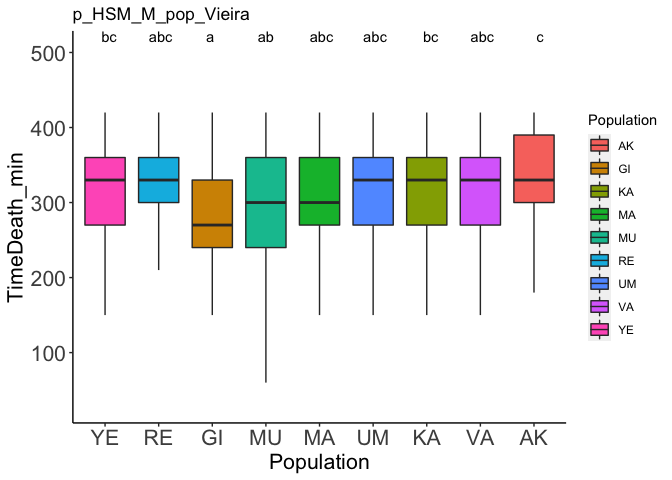 p_HSM_M_pop_Vieira
bc abc a ab abc abc bc abc c
500
400
300
200
100
TimeDeath_min
YE RE GI MU MA UM KA VA AK
Population
Population
AK
GI
KA
MA
MU
RE
UM
VA
YE